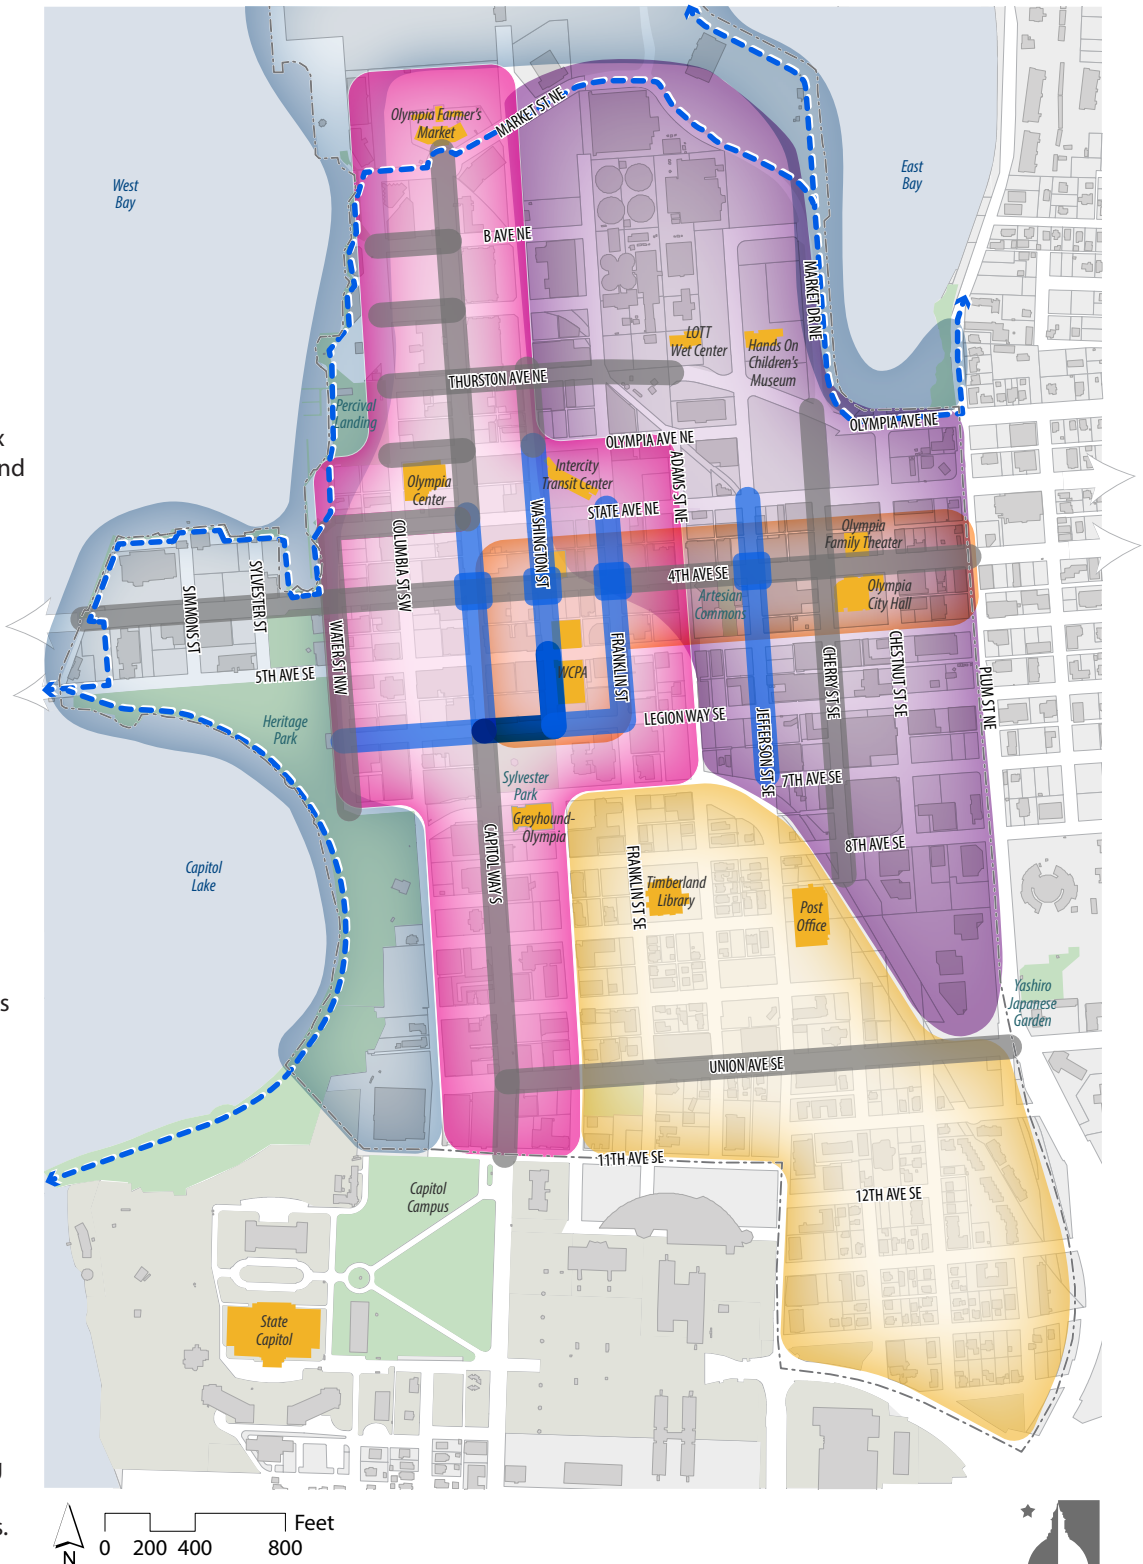 Olympia Farmer's
Market
MARKET ST NE
West
Bay
East
Bay
B AVE NE
MARKET DR NE
LOTT
Wet Center
Hands On
Children's
Museum
THURSTON AVE NE
Percival
Landing
OLYMPIA AVE NE
OLYMPIA AVE NE
x
nd
Olympia
Center
Intercity
Transit Center
ADAMS ST NE
STATE AVE NE
WASHINGTON ST
COLUMBIA ST SW
Olympia
Family Theater
4TH AVE SE
Artesian
Commons
Olympia
City Hall
SIMMONS ST
SYLVESTER ST
WATER ST NW
5TH AVE SE
FRANKLIN ST
WCPA
CHERRY ST SE
CHESTNUT ST SE
PLUM ST NE
Heritage
Park
LEGION WAY SE
JEFFERSON ST SE
7TH AVE SE
Sylvester
Park
Greyhound-
Olympia
CAPITOL WAY S
8TH AVE SE
FRANKLIN ST SE
Capitol
Lake
Timberland
Library
Post
Office
s
Yashiro
Japanese
Garden
UNION AVE SE
11TH AVE SE
Capitol
Campus
12TH AVE SE
State
Capitol
g
s.
N
0 200 400 800
Feet